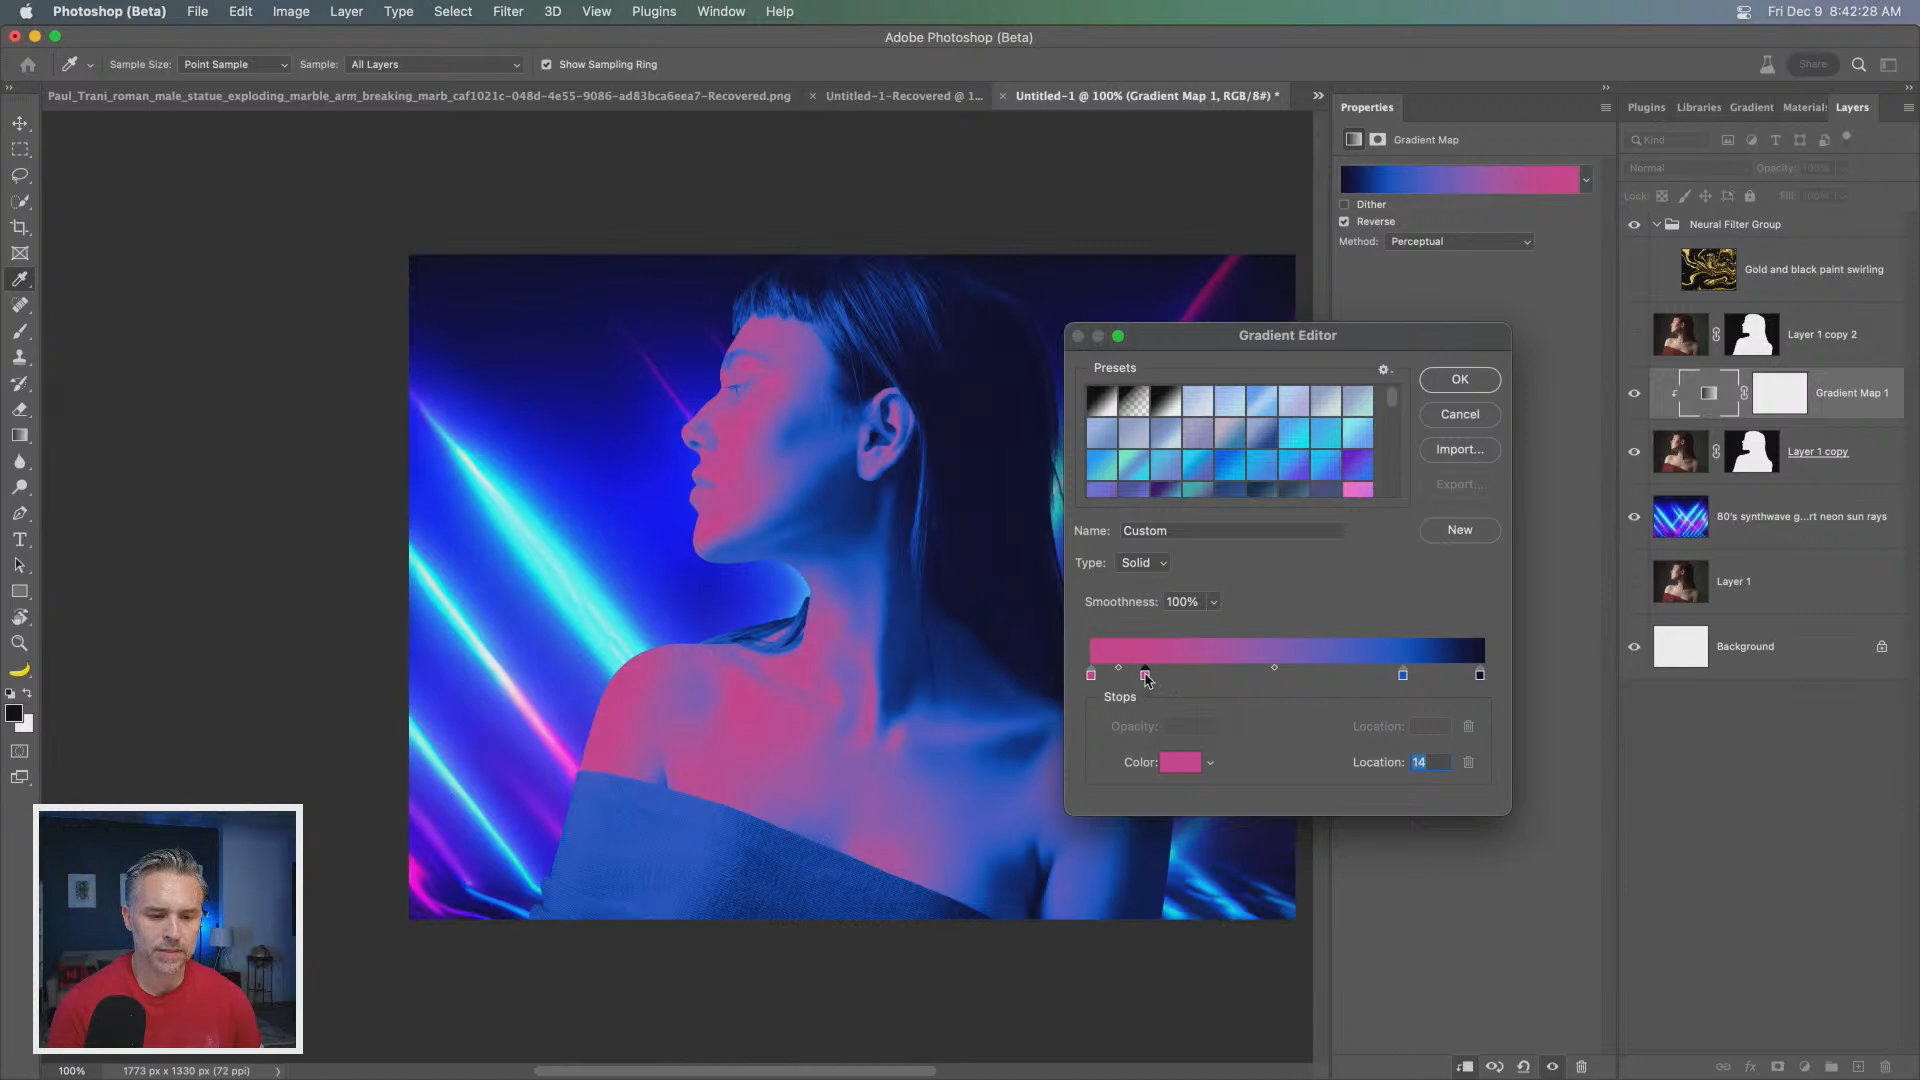 Photoshop (Beta) File Edit Image Layer Type Select Filter 3D View Plugins Window Help Fri Dec 9 8:42:28 AM
Adobe Photoshop (Beta)
Sample Size: Point Sample Sample: All Layers Show Sampling Ring Share
Paul_Trani_roman_male_statue_exploding_marble_arm_breaking_marb_caf1021c-048d-4e55-9086-ad83bca6eea7-Recovered.png Untitled-1-Recovered @ 1... Untitled-1 @ 100% (Gradient Map 1, RGB/8#) *
Properties
Gradient Map
Dither
Reverse
Method: Perceptual
Plugins Libraries Gradient Materials Layers
Kind
Normal Opacity: 100%
Lock: Fill: 100%
Neural Filter Group
Gold and black paint swirling
Layer 1 copy 2
Gradient Map 1
Layer 1 copy
80's synthwave g...rt neon sun rays
Layer 1
Background
Gradient Editor
Presets
OK
Cancel
Import...
Export...
Name: Custom
New
Type: Solid
Smoothness: 100%
Stops
Opacity: Location:
Color: Location: 14
100% 1773 px x 1330 px (72 ppi)